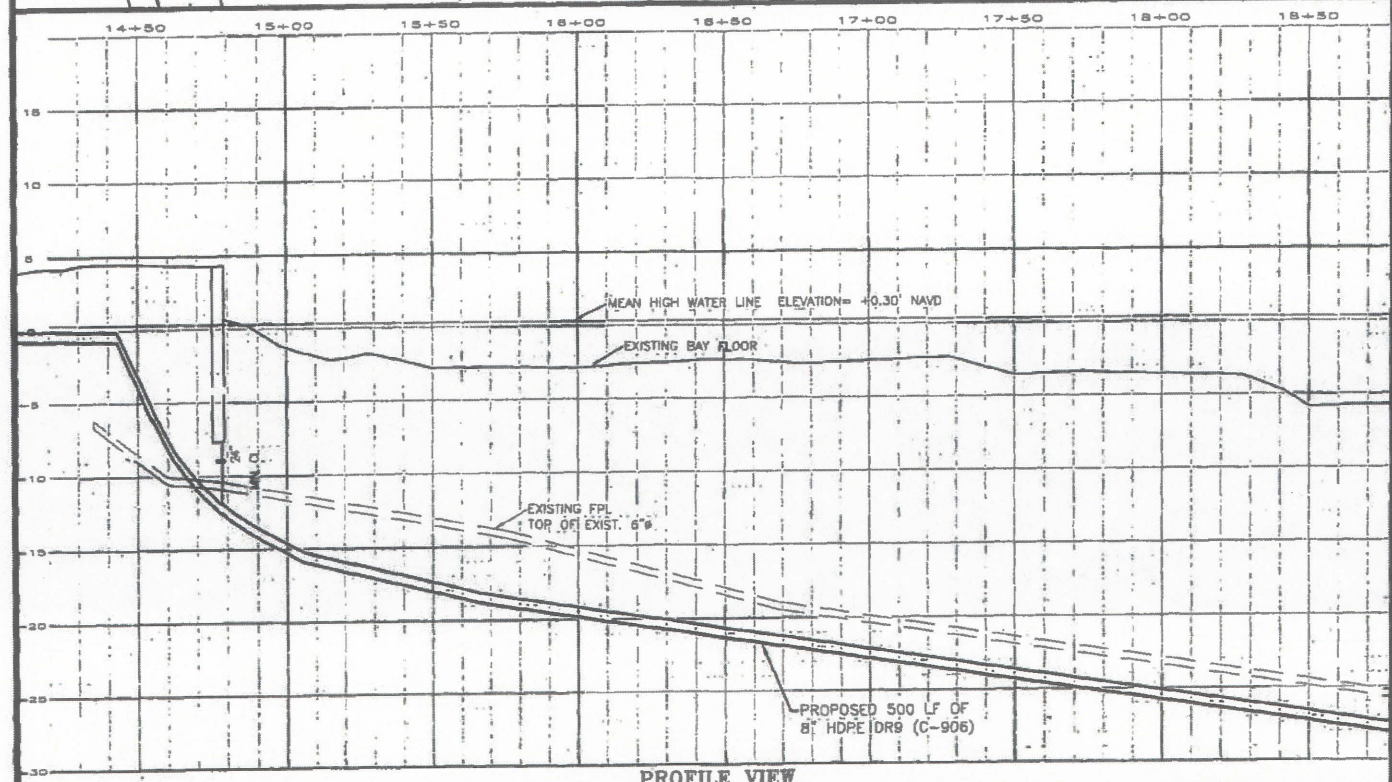 14+50 15+00 15+50 16+00 16+50 17+00 17+50 18+00 18+50
15
10
5
0
-5
-10
-15
-20
-25
-30
MEAN HIGH WATER LINE ELEVATION= +0.30' NAVD
EXISTING BAY FLOOR
24"
EXISTING FPL
TOP OF EXIST. 6"ø
PROPOSED 500 LF OF
8" HDPE DR9 (C-906)
PROFILE VIEW